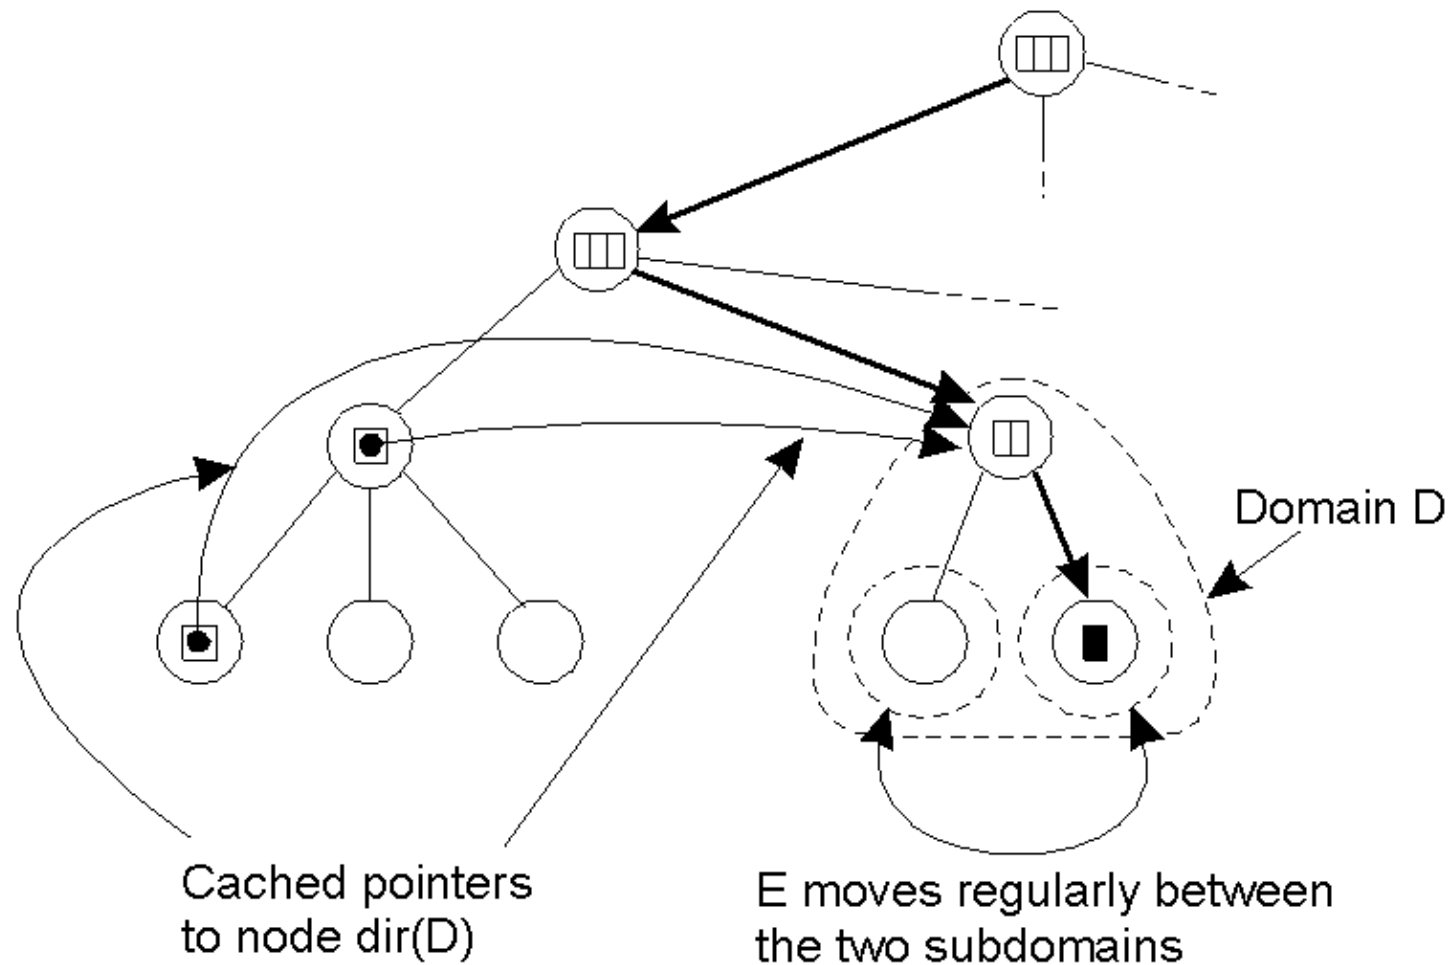 Domain D
Cached pointers
to node dir(D)
E moves regularly between
the two subdomains